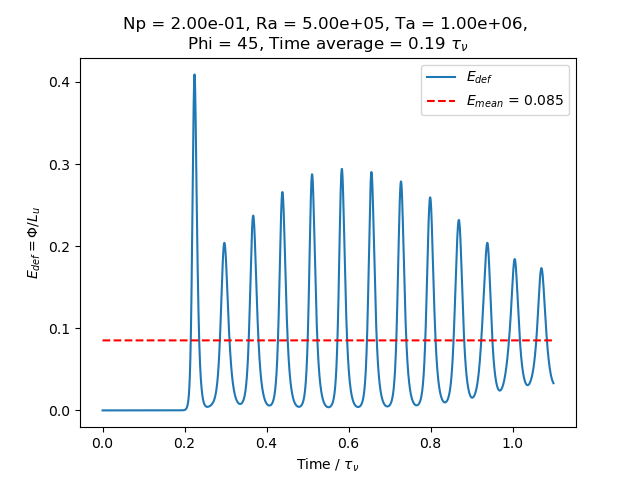 Np = 2.00e-01, Ra = 5.00e+05, Ta = 1.00e+06,
Phi = 45, Time average = 0.19 τν
E_def
E_mean = 0.085
E_def = Φ/L_u
0.4
0.3
0.2
0.1
0.0
0.0 0.2 0.4 0.6 0.8 1.0
Time / τν